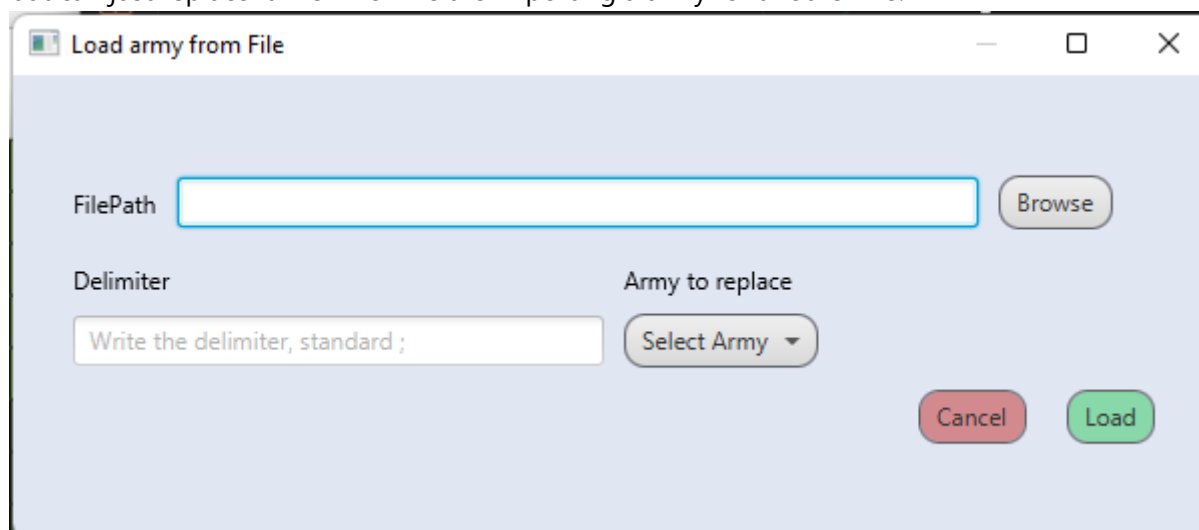 Load army from File
FilePath
Browse
Delimiter
Army to replace
Write the delimiter, standard ;
Select Army
Cancel
Load